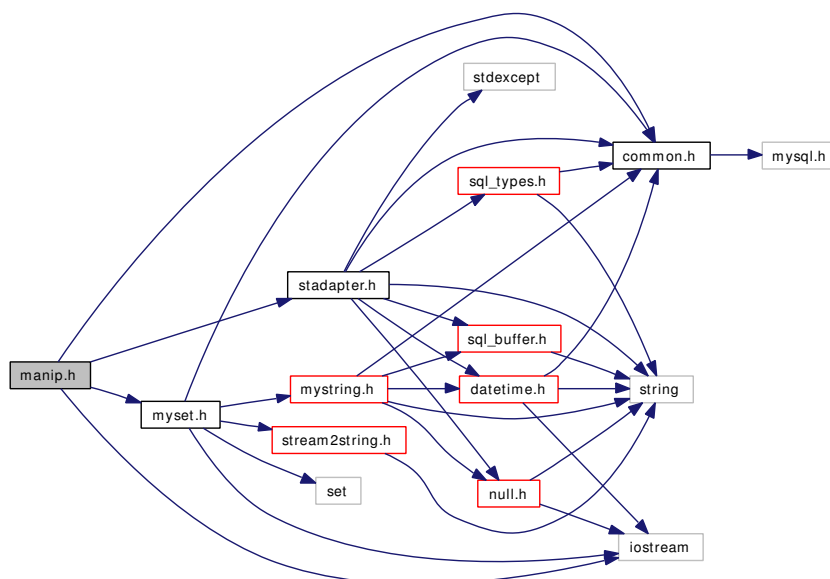 stdexcept
common.h
mysql.h
sql_types.h
stadapter.h
sql_buffer.h
manip.h
mystring.h
datetime.h
string
myset.h
stream2string.h
set
null.h
iostream